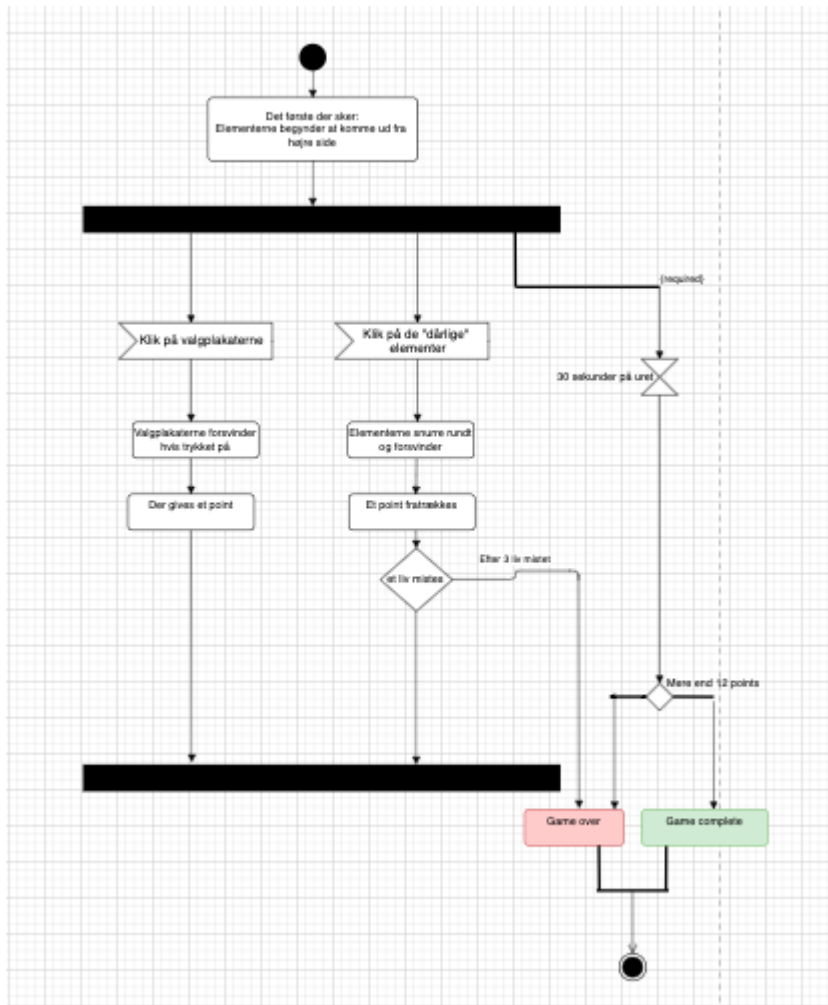 Det første der sker:
Elementerne begynder at komme ud fra
højre side
{required}
Klik på valgplakaterne
Klik på de "dårlige"
elementer
30 sekunder på uret
Valgplakaterne forsvinder
hvis trykket på
Elementerne snurre rundt
og forsvinder
Der gives et point
Et point fratrækkes
Efter 3 liv mistet
et liv mistes
Mere end 12 points
Game over
Game complete